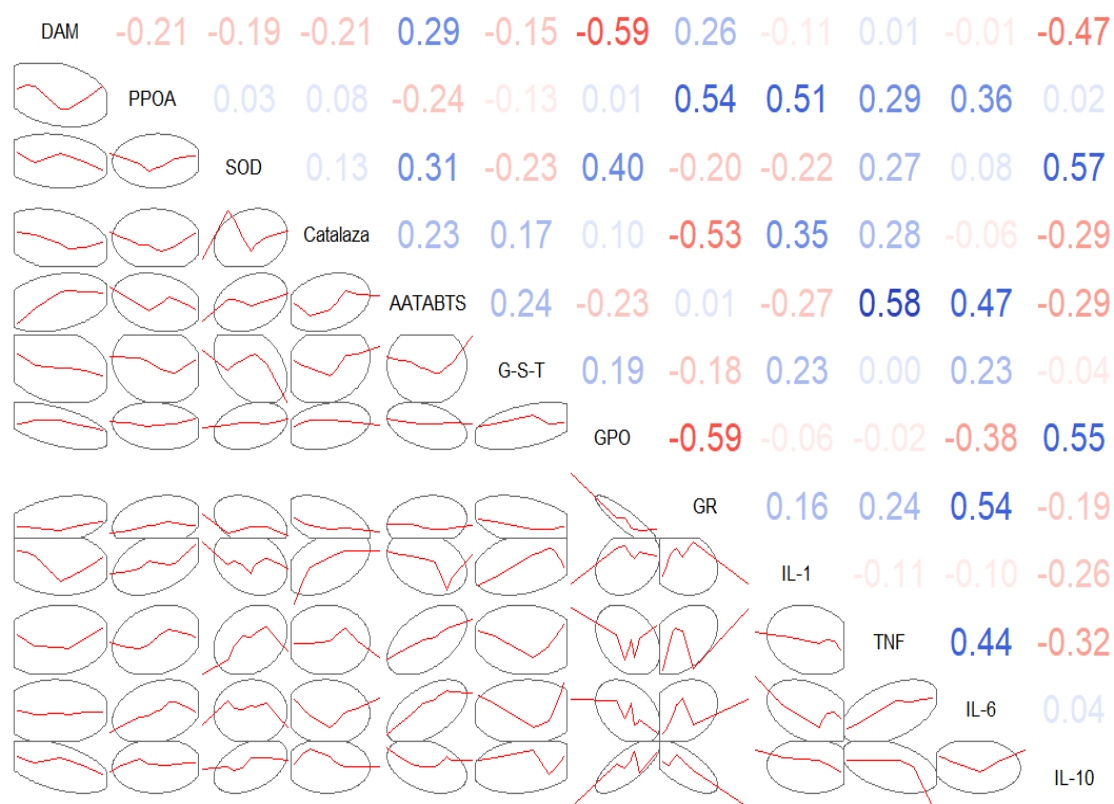 DAM -0.21 -0.19 -0.21 0.29 -0.15 -0.59 0.26 -0.11 0.01 -0.01 -0.47
PPOA 0.03 0.08 -0.24 -0.13 0.01 0.54 0.51 0.29 0.36 0.02
SOD 0.13 0.31 -0.23 0.40 -0.20 -0.22 0.27 0.08 0.57
Catalaza 0.23 0.17 0.10 -0.53 0.35 0.28 -0.06 -0.29
AATABTS 0.24 -0.23 0.01 -0.27 0.58 0.47 -0.29
G-S-T 0.19 -0.18 0.23 0.00 0.23 -0.04
GPO -0.59 -0.06 -0.02 -0.38 0.55
GR 0.16 0.24 0.54 -0.19
IL-1 -0.11 -0.10 -0.26
TNF 0.44 -0.32
IL-6 0.04
IL-10